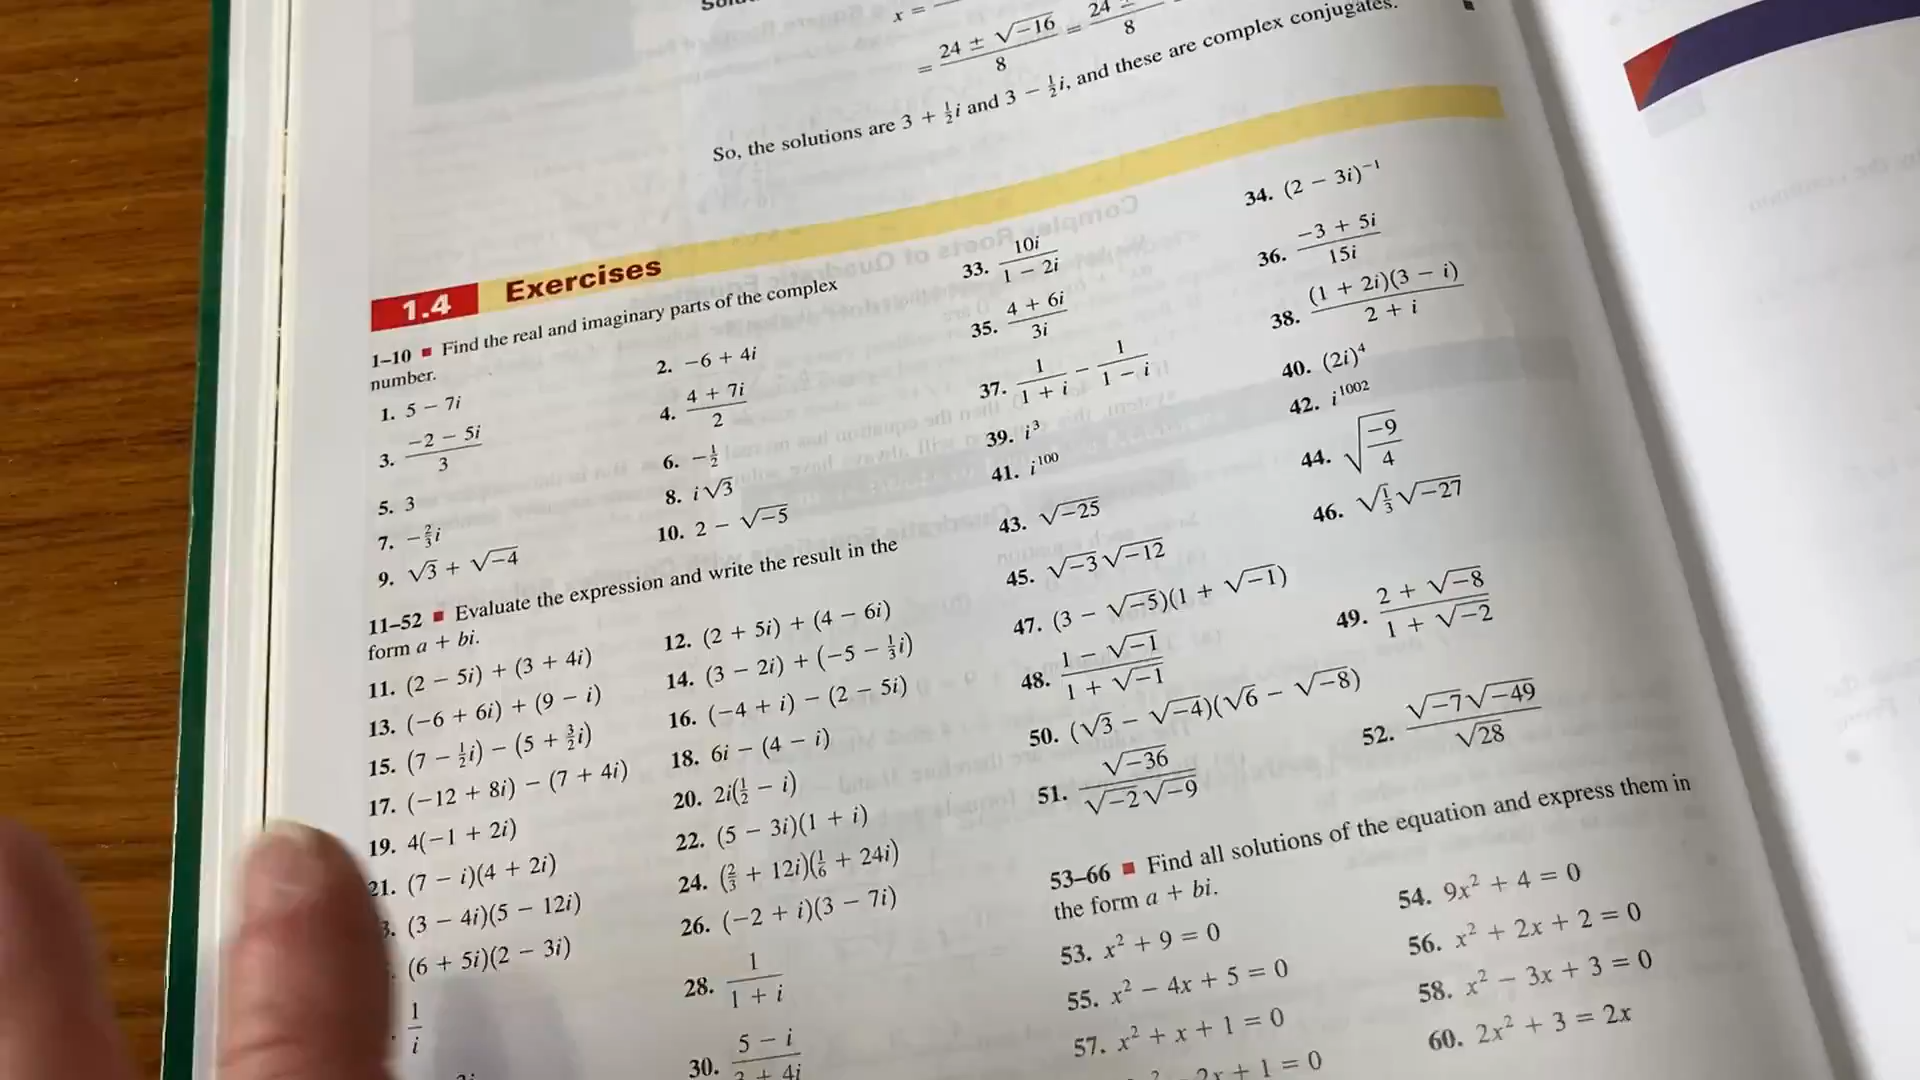 x =
= 24 ± √−16 / 8 = 24 ± / 8
So, the solutions are 3 + ½i and 3 − ½i, and these are complex conjugates.
1.4 Exercises
1–10 ■ Find the real and imaginary parts of the complex
number.
1. 5 − 7i
2. −6 + 4i
3. (−2 − 5i)/3
4. (4 + 7i)/2
5. 3
6. −½
7. −⅔i
8. i√3
9. √3 + √−4
10. 2 − √−5
11–52 ■ Evaluate the expression and write the result in the
form a + bi.
11. (2 − 5i) + (3 + 4i)
12. (2 + 5i) + (4 − 6i)
13. (−6 + 6i) + (9 − i)
14. (3 − 2i) + (−5 − ⅓i)
15. (7 − ½i) − (5 + 3/2 i)
16. (−4 + i) − (2 − 5i)
17. (−12 + 8i) − (7 + 4i)
18. 6i − (4 − i)
19. 4(−1 + 2i)
20. 2i(½ − i)
21. (7 − i)(4 + 2i)
22. (5 − 3i)(1 + i)
3. (3 − 4i)(5 − 12i)
24. (⅔ + 12i)(⅙ + 24i)
. (6 + 5i)(2 − 3i)
26. (−2 + i)(3 − 7i)
. 1/i
28. 1/(1 + i)
30. (5 − i)/(3 + 4i)
33. 10i/(1 − 2i)
34. (2 − 3i)⁻¹
35. (4 + 6i)/3i
36. (−3 + 5i)/15i
37. 1/(1 + i) − 1/(1 − i)
38. (1 + 2i)(3 − i)/(2 + i)
39. i³
40. (2i)⁴
41. i¹⁰⁰
42. i¹⁰⁰²
43. √−25
44. √(−9/4)
45. √−3√−12
46. √⅓√−27
47. (3 − √−5)(1 + √−1)
48. (1 − √−1)/(1 + √−1)
49. (2 + √−8)/(1 + √−2)
50. (√3 − √−4)(√6 − √−8)
51. √−36/(√−2√−9)
52. √−7√−49/√28
53–66 ■ Find all solutions of the equation and express them in
the form a + bi.
53. x² + 9 = 0
54. 9x² + 4 = 0
55. x² − 4x + 5 = 0
56. x² + 2x + 2 = 0
57. x² + x + 1 = 0
58. x² − 3x + 3 = 0
2x + 1 = 0
60. 2x² + 3 = 2x